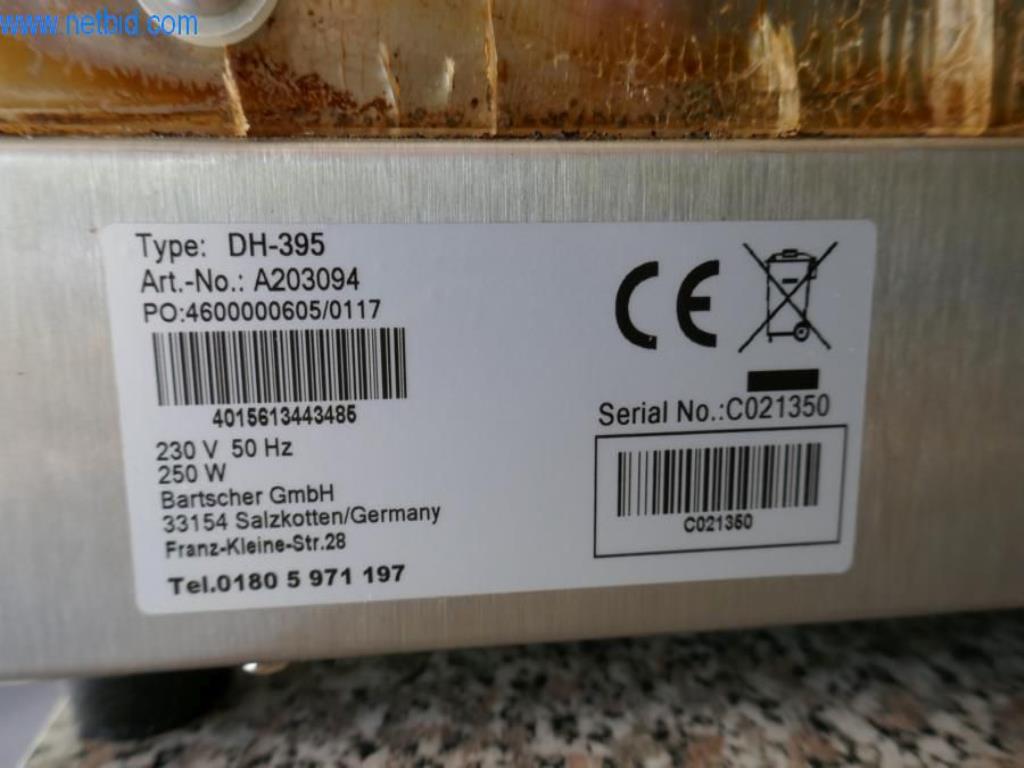 www.netbid.com
Type: DH-395
Art.-No.: A203094
PO:4600000605/0117
4015613443485
230 V 50 Hz
250 W
Bartscher GmbH
33154 Salzkotten/Germany
Franz-Kleine-Str.28
Tel.0180 5 971 197
CE
Serial No.:C021350
C021350